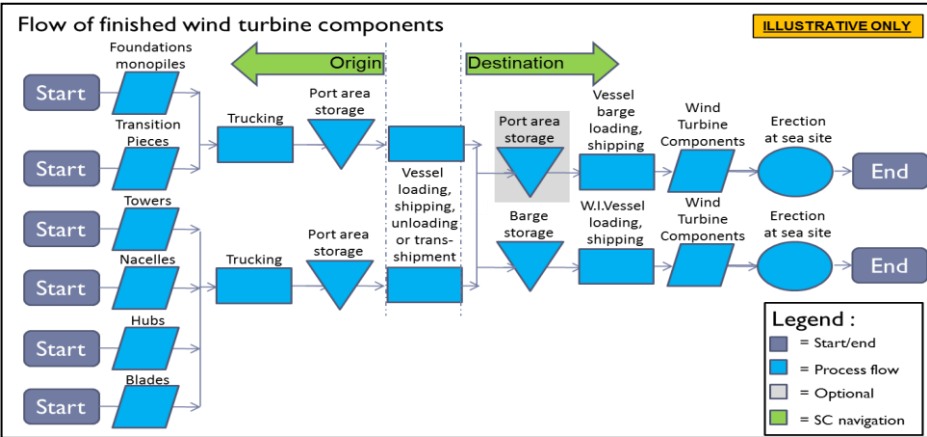 Flow of finished wind turbine components
ILLUSTRATIVE ONLY
Origin
Destination
Start
Foundations
monopiles
Start
Transition
Pieces
Trucking
Port area
storage
Start
Towers
Start
Nacelles
Start
Hubs
Start
Blades
Trucking
Port area
storage
Vessel
loading,
shipping,
unloading
or trans-
shipment
Port area
storage
Vessel
barge
loading,
shipping
Wind
Turbine
Components
Erection
at sea site
End
Barge
storage
W.I.Vessel
loading,
shipping
Wind
Turbine
Components
Erection
at sea site
End
Legend :
= Start/end
= Process flow
= Optional
= SC navigation